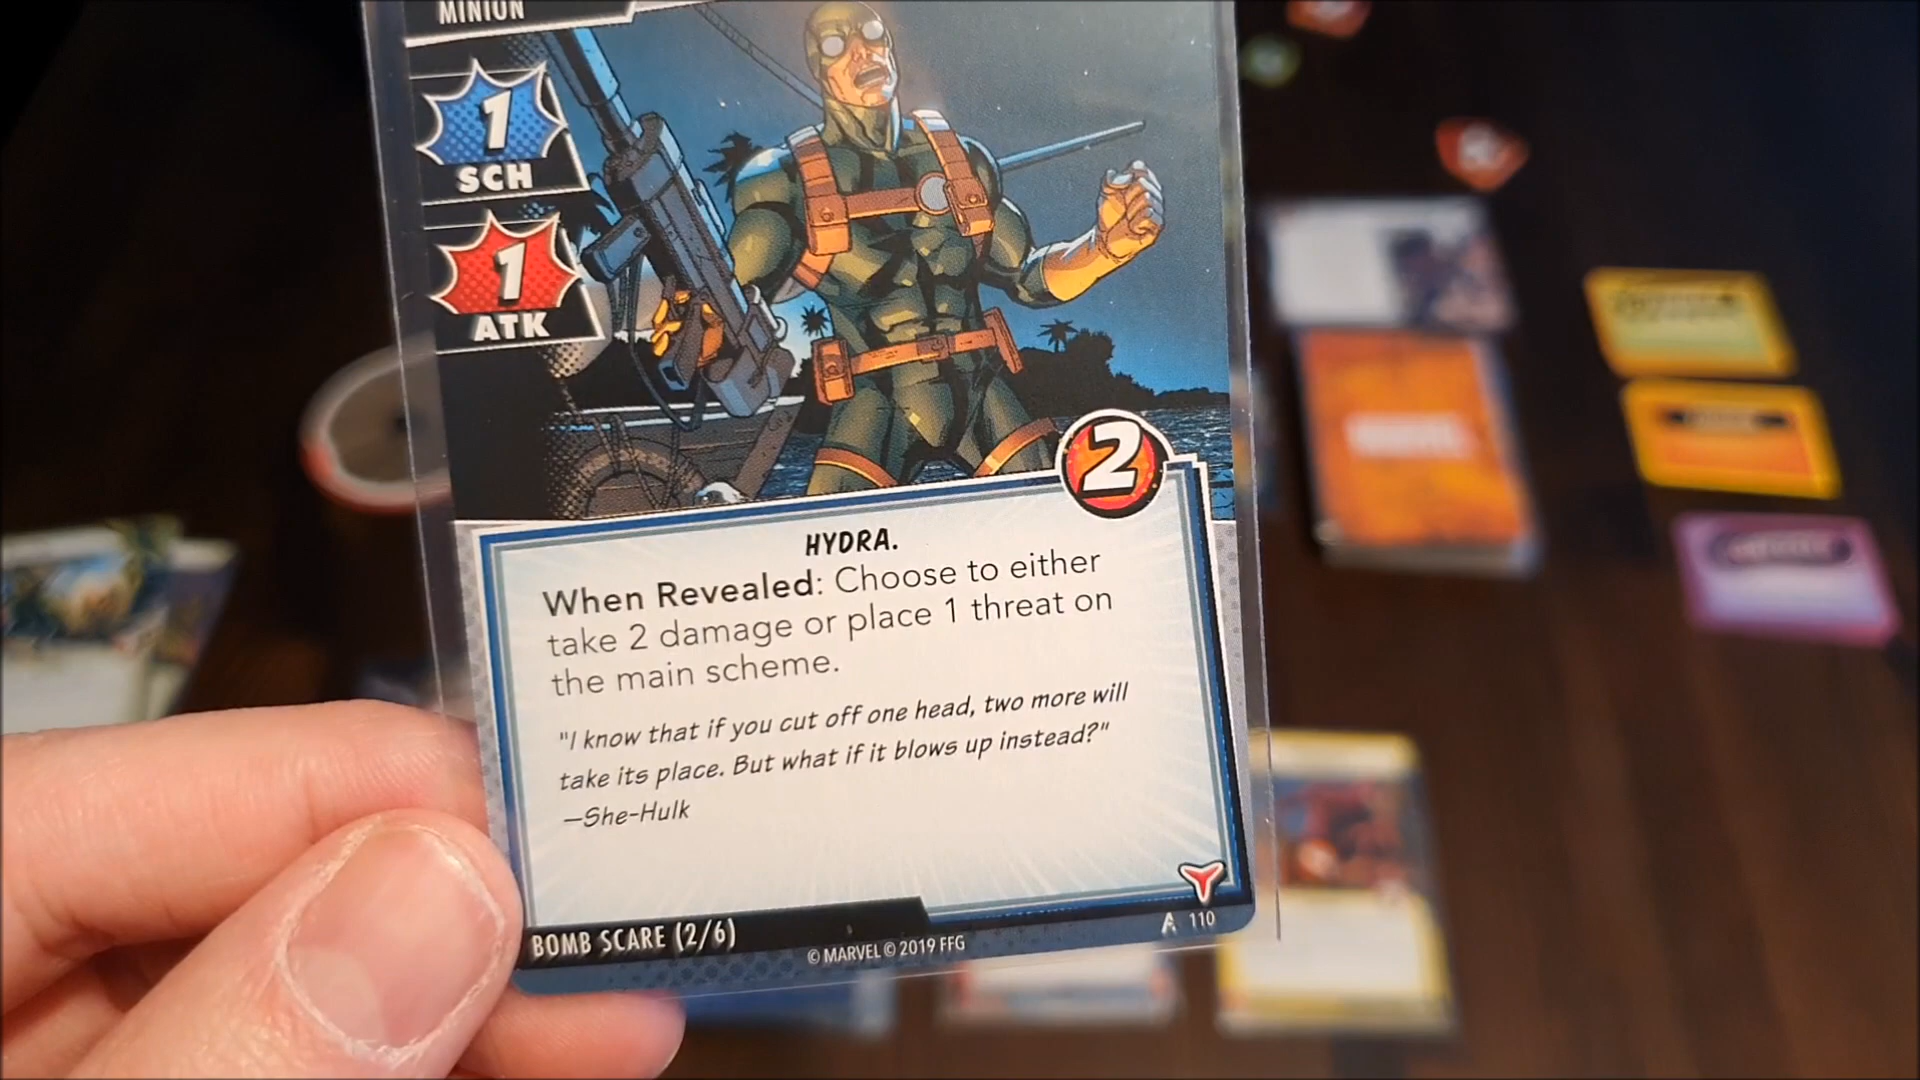 MINION
1
SCH
1
ATK
2
HYDRA.
When Revealed: Choose to either
take 2 damage or place 1 threat on
the main scheme.
"I know that if you cut off one head, two more will
take its place. But what if it blows up instead?"
—She-Hulk
BOMB SCARE (2/6)
© MARVEL © 2019 FFG
110